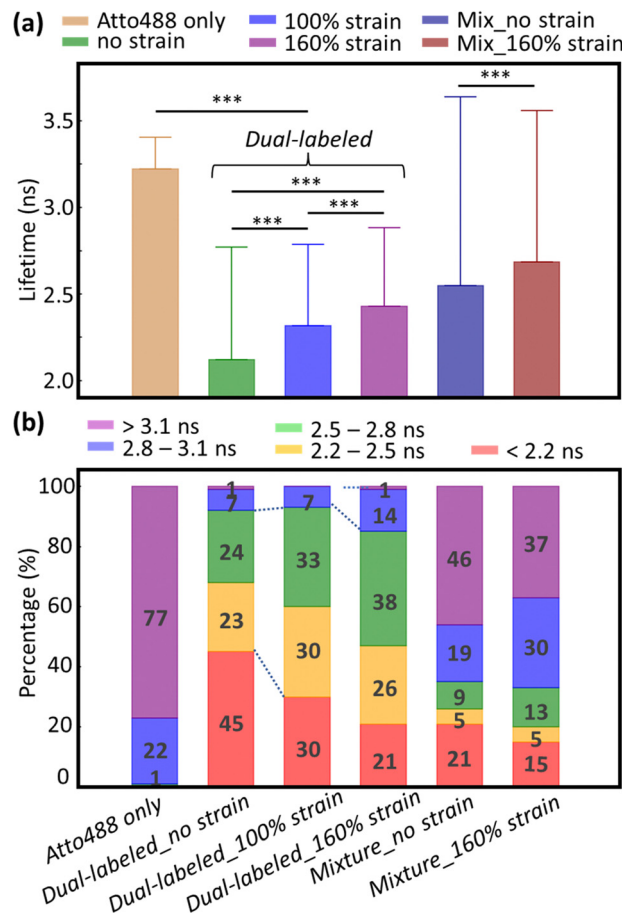 (a)
Atto488 only
100% strain
Mix_no strain
no strain
160% strain
Mix_160% strain
Lifetime (ns)
3.5
3.0
2.5
2.0
***
Dual-labeled
***
***
***
***
(b)
> 3.1 ns
2.5 – 2.8 ns
2.8 – 3.1 ns
2.2 – 2.5 ns
< 2.2 ns
Percentage (%)
100
80
60
40
20
0
77
22
1
1
7
24
23
45
7
33
30
30
1
14
38
26
21
46
19
9
5
21
37
30
13
5
15
Atto488 only
Dual-labeled_no strain
Dual-labeled_100% strain
Dual-labeled_160% strain
Mixture_no strain
Mixture_160% strain